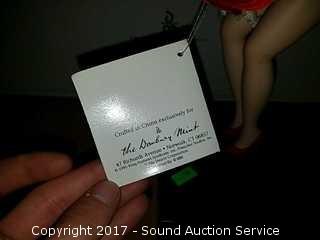 Crafted in China exclusively for
the Danbury Mint
47 Richards Avenue • Norwalk, CT 06857
Copyright 2017 - Sound Auction Service